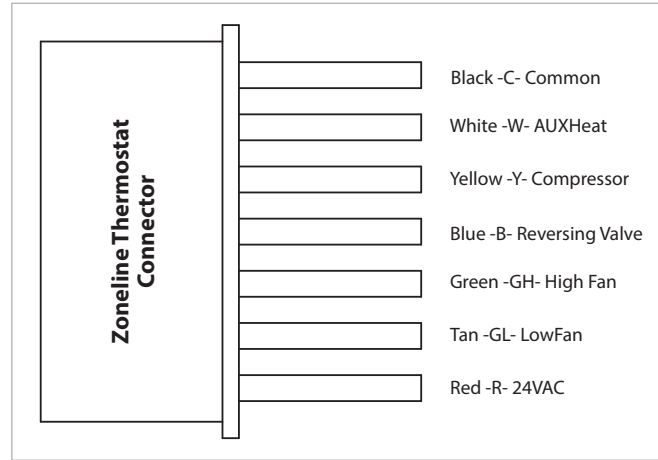 Zoneline Thermostat
Connector
Black -C- Common
White -W- AUXHeat
Yellow -Y- Compressor
Blue -B- Reversing Valve
Green -GH- High Fan
Tan -GL- LowFan
Red -R- 24VAC